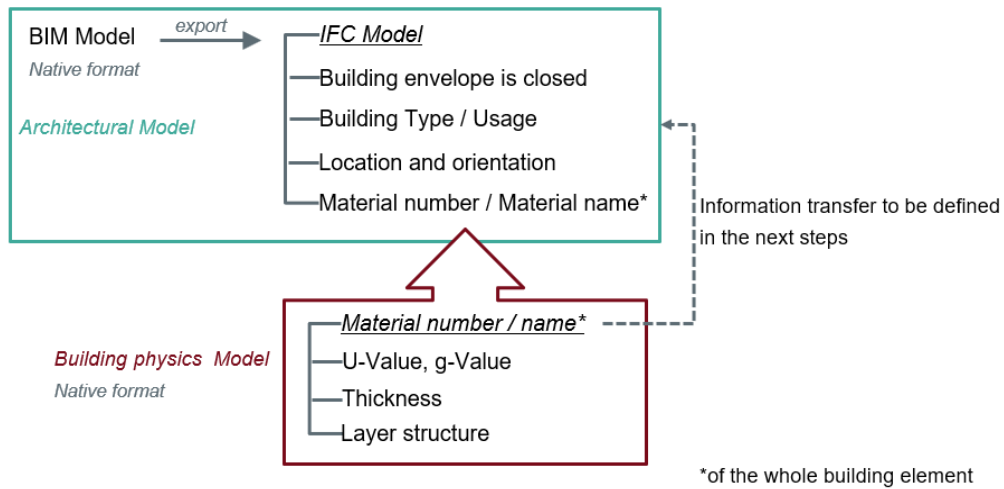 BIM Model
export
IFC Model
Native format
Building envelope is closed
Architectural Model
Building Type / Usage
Location and orientation
Material number / Material name*
Information transfer to be defined
in the next steps
Material number / name*
Building physics Model
U-Value, g-Value
Native format
Thickness
Layer structure
*of the whole building element